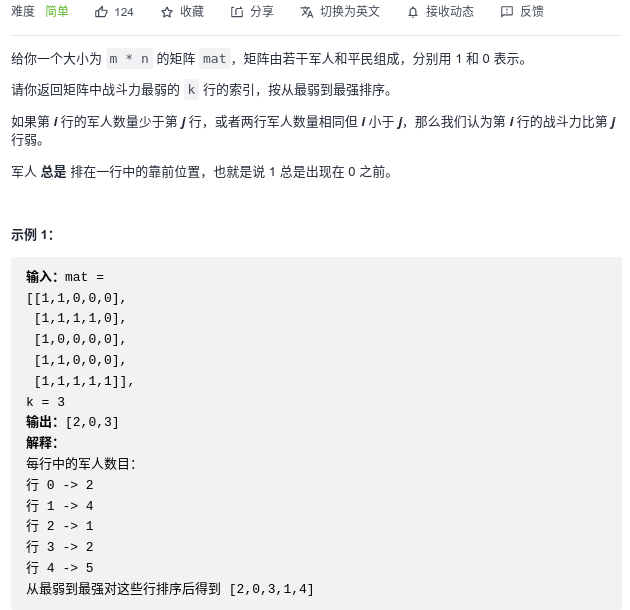 难度 简单 124 收藏 分享 切换为英文 接收动态 反馈
给你一个大小为 m * n 的矩阵 mat，矩阵由若干军人和平民组成，分别用 1 和 0 表示。
请你返回矩阵中战斗力最弱的 k 行的索引，按从最弱到最强排序。
如果第 i 行的军人数量少于第 j 行，或者两行军人数量相同但 i 小于 j，那么我们认为第 i 行的战斗力比第 j
行弱。
军人 总是 排在一行中的靠前位置，也就是说 1 总是出现在 0 之前。
示例 1：
输入：mat =
[[1,1,0,0,0],
 [1,1,1,1,0],
 [1,0,0,0,0],
 [1,1,0,0,0],
 [1,1,1,1,1]],
k = 3
输出：[2,0,3]
解释：
每行中的军人数目：
行 0 -> 2
行 1 -> 4
行 2 -> 1
行 3 -> 2
行 4 -> 5
从最弱到最强对这些行排序后得到 [2,0,3,1,4]